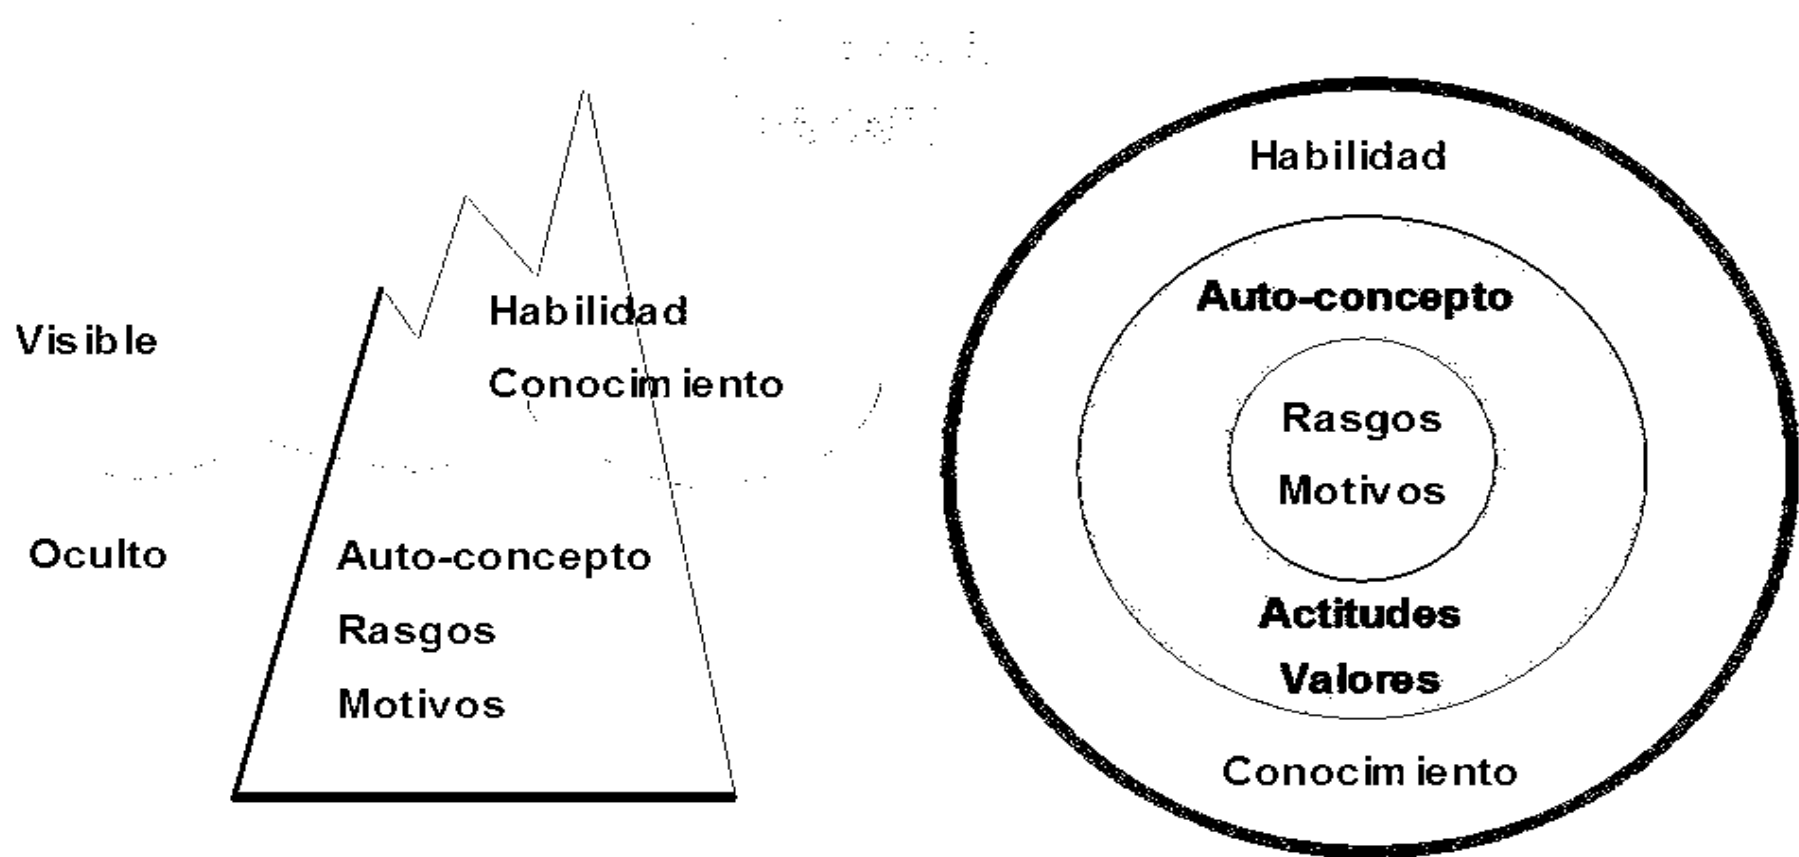 Visible
Habilidad
Conocimiento
Oculto
Auto-concepto
Rasgos
Motivos
Habilidad
Auto-concepto
Rasgos
Motivos
Actitudes
Valores
Conocimiento